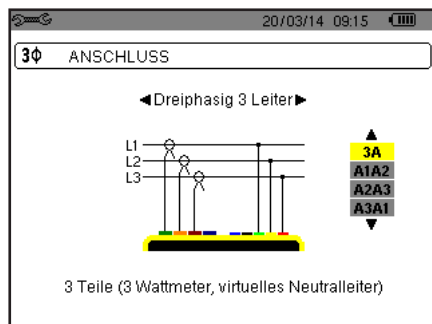 20/03/14 09:15
3Φ ANSCHLUSS
◄Dreiphasig 3 Leiter►
L1
L2
L3
3A
A1A2
A2A3
A3A1
3 Teile (3 Wattmeter, virtuelles Neutralleiter)